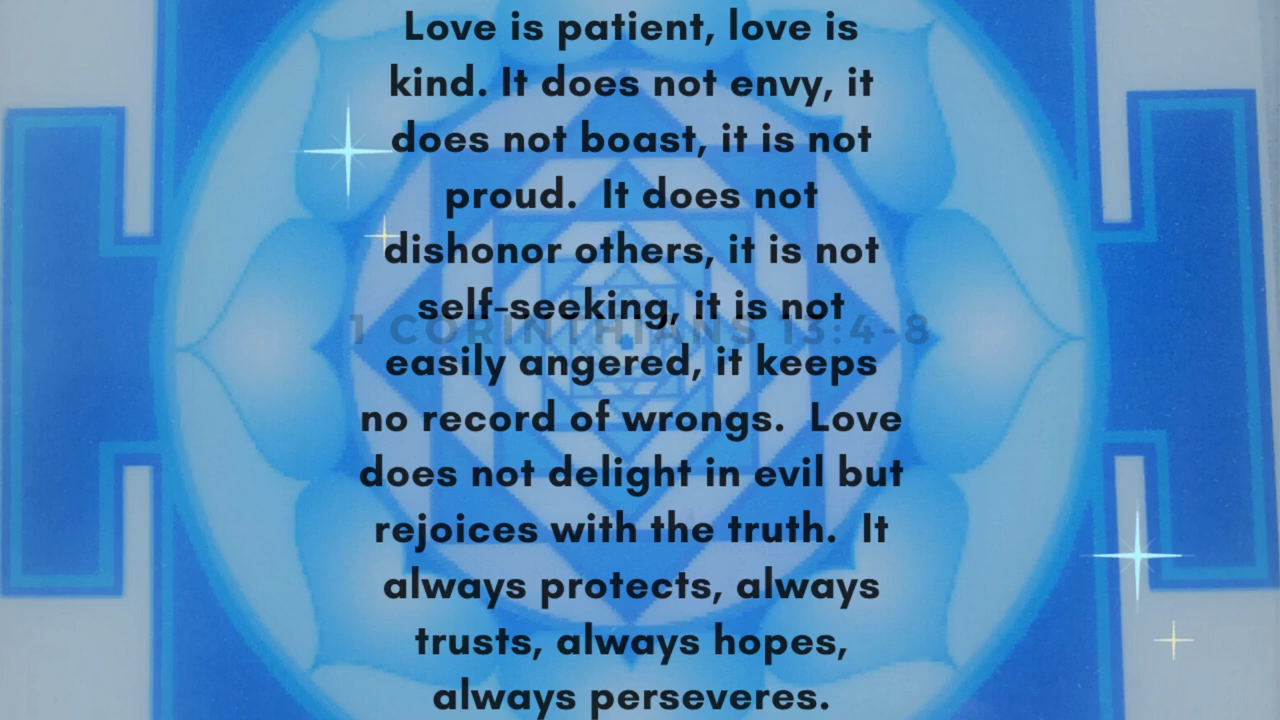 Love is patient, love is
kind. It does not envy, it
does not boast, it is not
proud.  It does not
dishonor others, it is not
self-seeking, it is not
1 CORINTHIANS 13:4-8
easily angered, it keeps
no record of wrongs.  Love
does not delight in evil but
rejoices with the truth.  It
always protects, always
trusts, always hopes,
always perseveres.